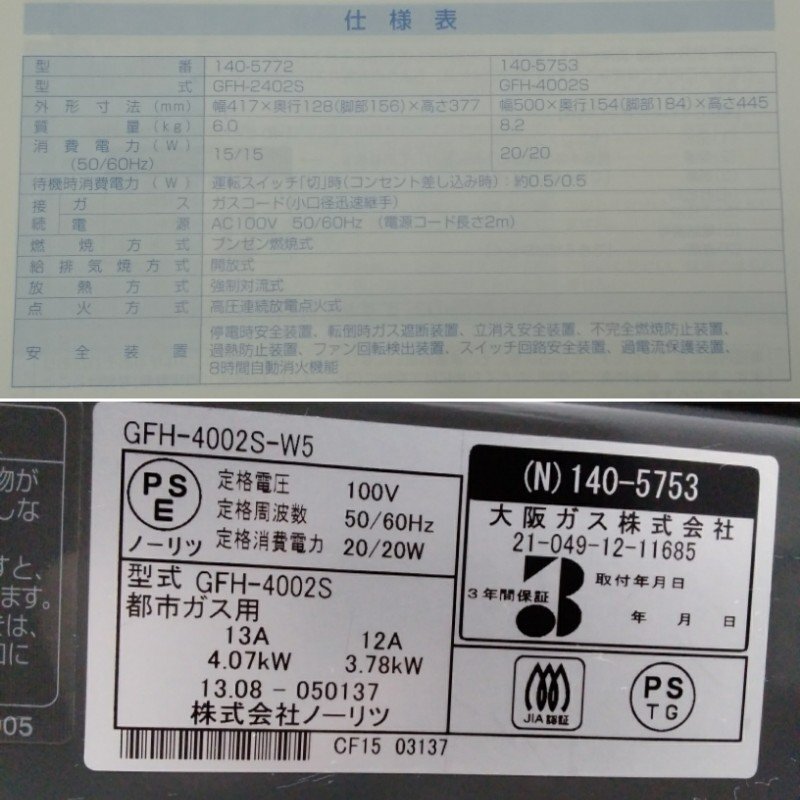 仕様表
型番 140-5772 140-5753
型式 GFH-2402S GFH-4002S
外形寸法(mm) 幅417×奥行128(脚部156)×高さ377 幅500×奥行154(脚部184)×高さ445
質量(kg) 6.0 8.2
消費電力(W)
(50/60Hz) 15/15 20/20
待機時消費電力(W) 運転スイッチ「切」時(コンセント差し込み時):約0.5/0.5
接続 ガス ガスコード(小口径迅速継手)
電源 AC100V 50/60Hz (電源コード長さ2m)
燃焼方式 ブンゼン燃焼式
給排気焼方式 開放式
放熱方式 強制対流式
点火方式 高圧連続放電点火式
安全装置 停電時安全装置、転倒時ガス遮断装置、立消え安全装置、不完全燃焼防止装置、
過熱防止装置、ファン回転検出装置、スイッチ回路安全装置、過電流保護装置、
8時間自動消火機能
GFH-4002S-W5
PS
E
ノーリツ
定格電圧 100V
定格周波数 50/60Hz
定格消費電力 20/20W
型式 GFH-4002S
都市ガス用
13A 12A
4.07kW 3.78kW
13.08-050137
株式会社ノーリツ
CF15 03137
(N) 140-5753
大阪ガス株式会社
21-049-12-11685
3年間保証
取付年月日
年 月 日
JIA認証
PS
TG
物が
しな
すと、
ます。
では、
口に
905